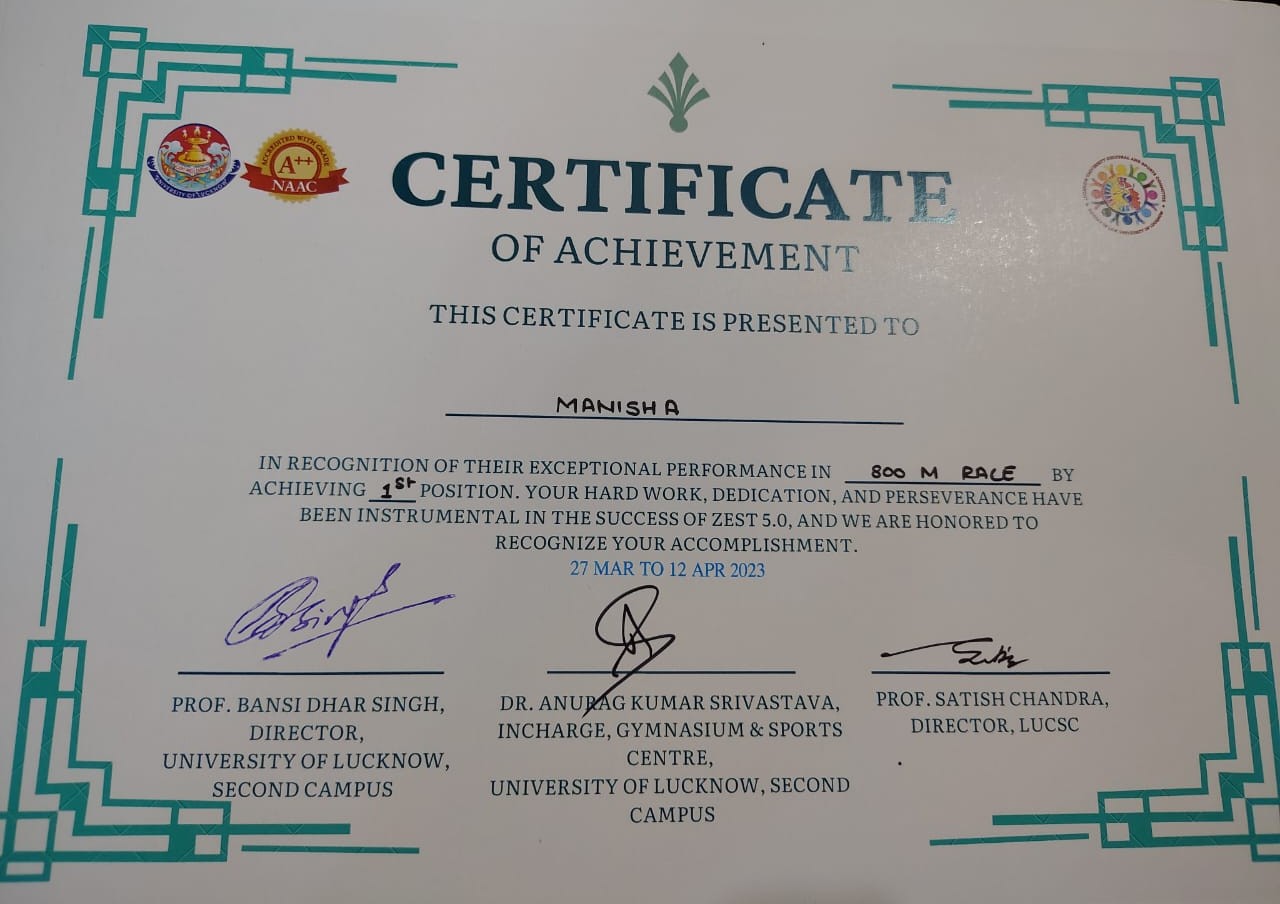 UNIVERSITY OF LUCKNOW
ACCREDITED WITH GRADE
A++
NAAC
CERTIFICATE
OF ACHIEVEMENT
THIS CERTIFICATE IS PRESENTED TO
MANISHA
IN RECOGNITION OF THEIR EXCEPTIONAL PERFORMANCE IN 800 M RACE BY
ACHIEVING 1st POSITION. YOUR HARD WORK, DEDICATION, AND PERSEVERANCE HAVE
BEEN INSTRUMENTAL IN THE SUCCESS OF ZEST 5.0, AND WE ARE HONORED TO
RECOGNIZE YOUR ACCOMPLISHMENT.
27 MAR TO 12 APR 2023
PROF. BANSI DHAR SINGH,
DIRECTOR,
UNIVERSITY OF LUCKNOW,
SECOND CAMPUS
DR. ANURAG KUMAR SRIVASTAVA,
INCHARGE, GYMNASIUM & SPORTS
CENTRE,
UNIVERSITY OF LUCKNOW, SECOND
CAMPUS
PROF. SATISH CHANDRA,
DIRECTOR, LUCSC